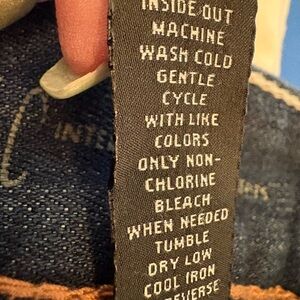 INSIDE OUT
MACHINE
WASH COLD
GENTLE
CYCLE
WITH LIKE
COLORS
ONLY NON-
CHLORINE
BLEACH
WHEN NEEDED
TUMBLE
DRY LOW
COOL IRON
REVERSE